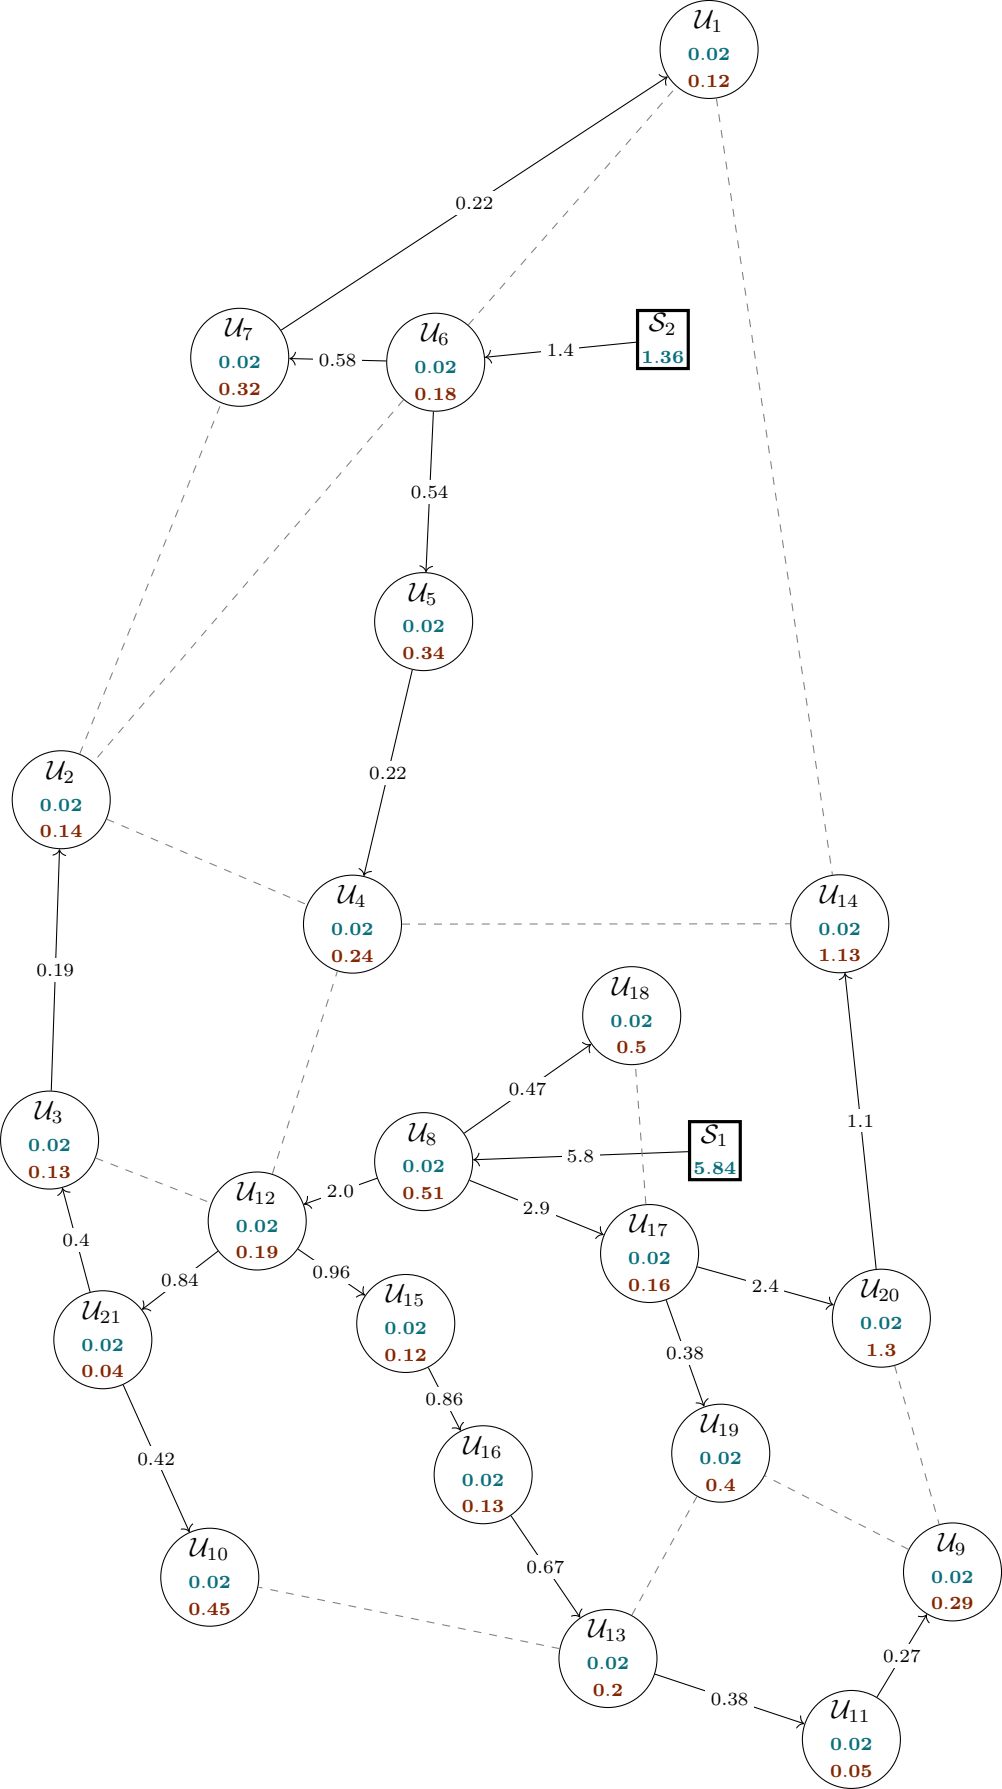 𝒰₁
0.02
0.12
0.22
𝒰₇
0.02
0.32
0.58
𝒰₆
0.02
0.18
1.4
𝒮₂
1.36
0.54
𝒰₅
0.02
0.34
0.22
𝒰₂
0.02
0.14
𝒰₄
0.02
0.24
𝒰₁₄
0.02
1.13
0.19
𝒰₁₈
0.02
0.5
0.47
1.1
𝒰₃
0.02
0.13
𝒰₈
0.02
0.51
5.8
𝒮₁
5.84
𝒰₁₂
0.02
0.19
2.0
2.9
𝒰₁₇
0.02
0.16
0.4
0.84
0.96
2.4
𝒰₂₁
0.02
0.04
𝒰₁₅
0.02
0.12
𝒰₂₀
0.02
1.3
0.38
0.86
𝒰₁₉
0.02
0.4
0.42
𝒰₁₆
0.02
0.13
𝒰₁₀
0.02
0.45
0.67
𝒰₉
0.02
0.29
𝒰₁₃
0.02
0.2
0.27
0.38
𝒰₁₁
0.02
0.05